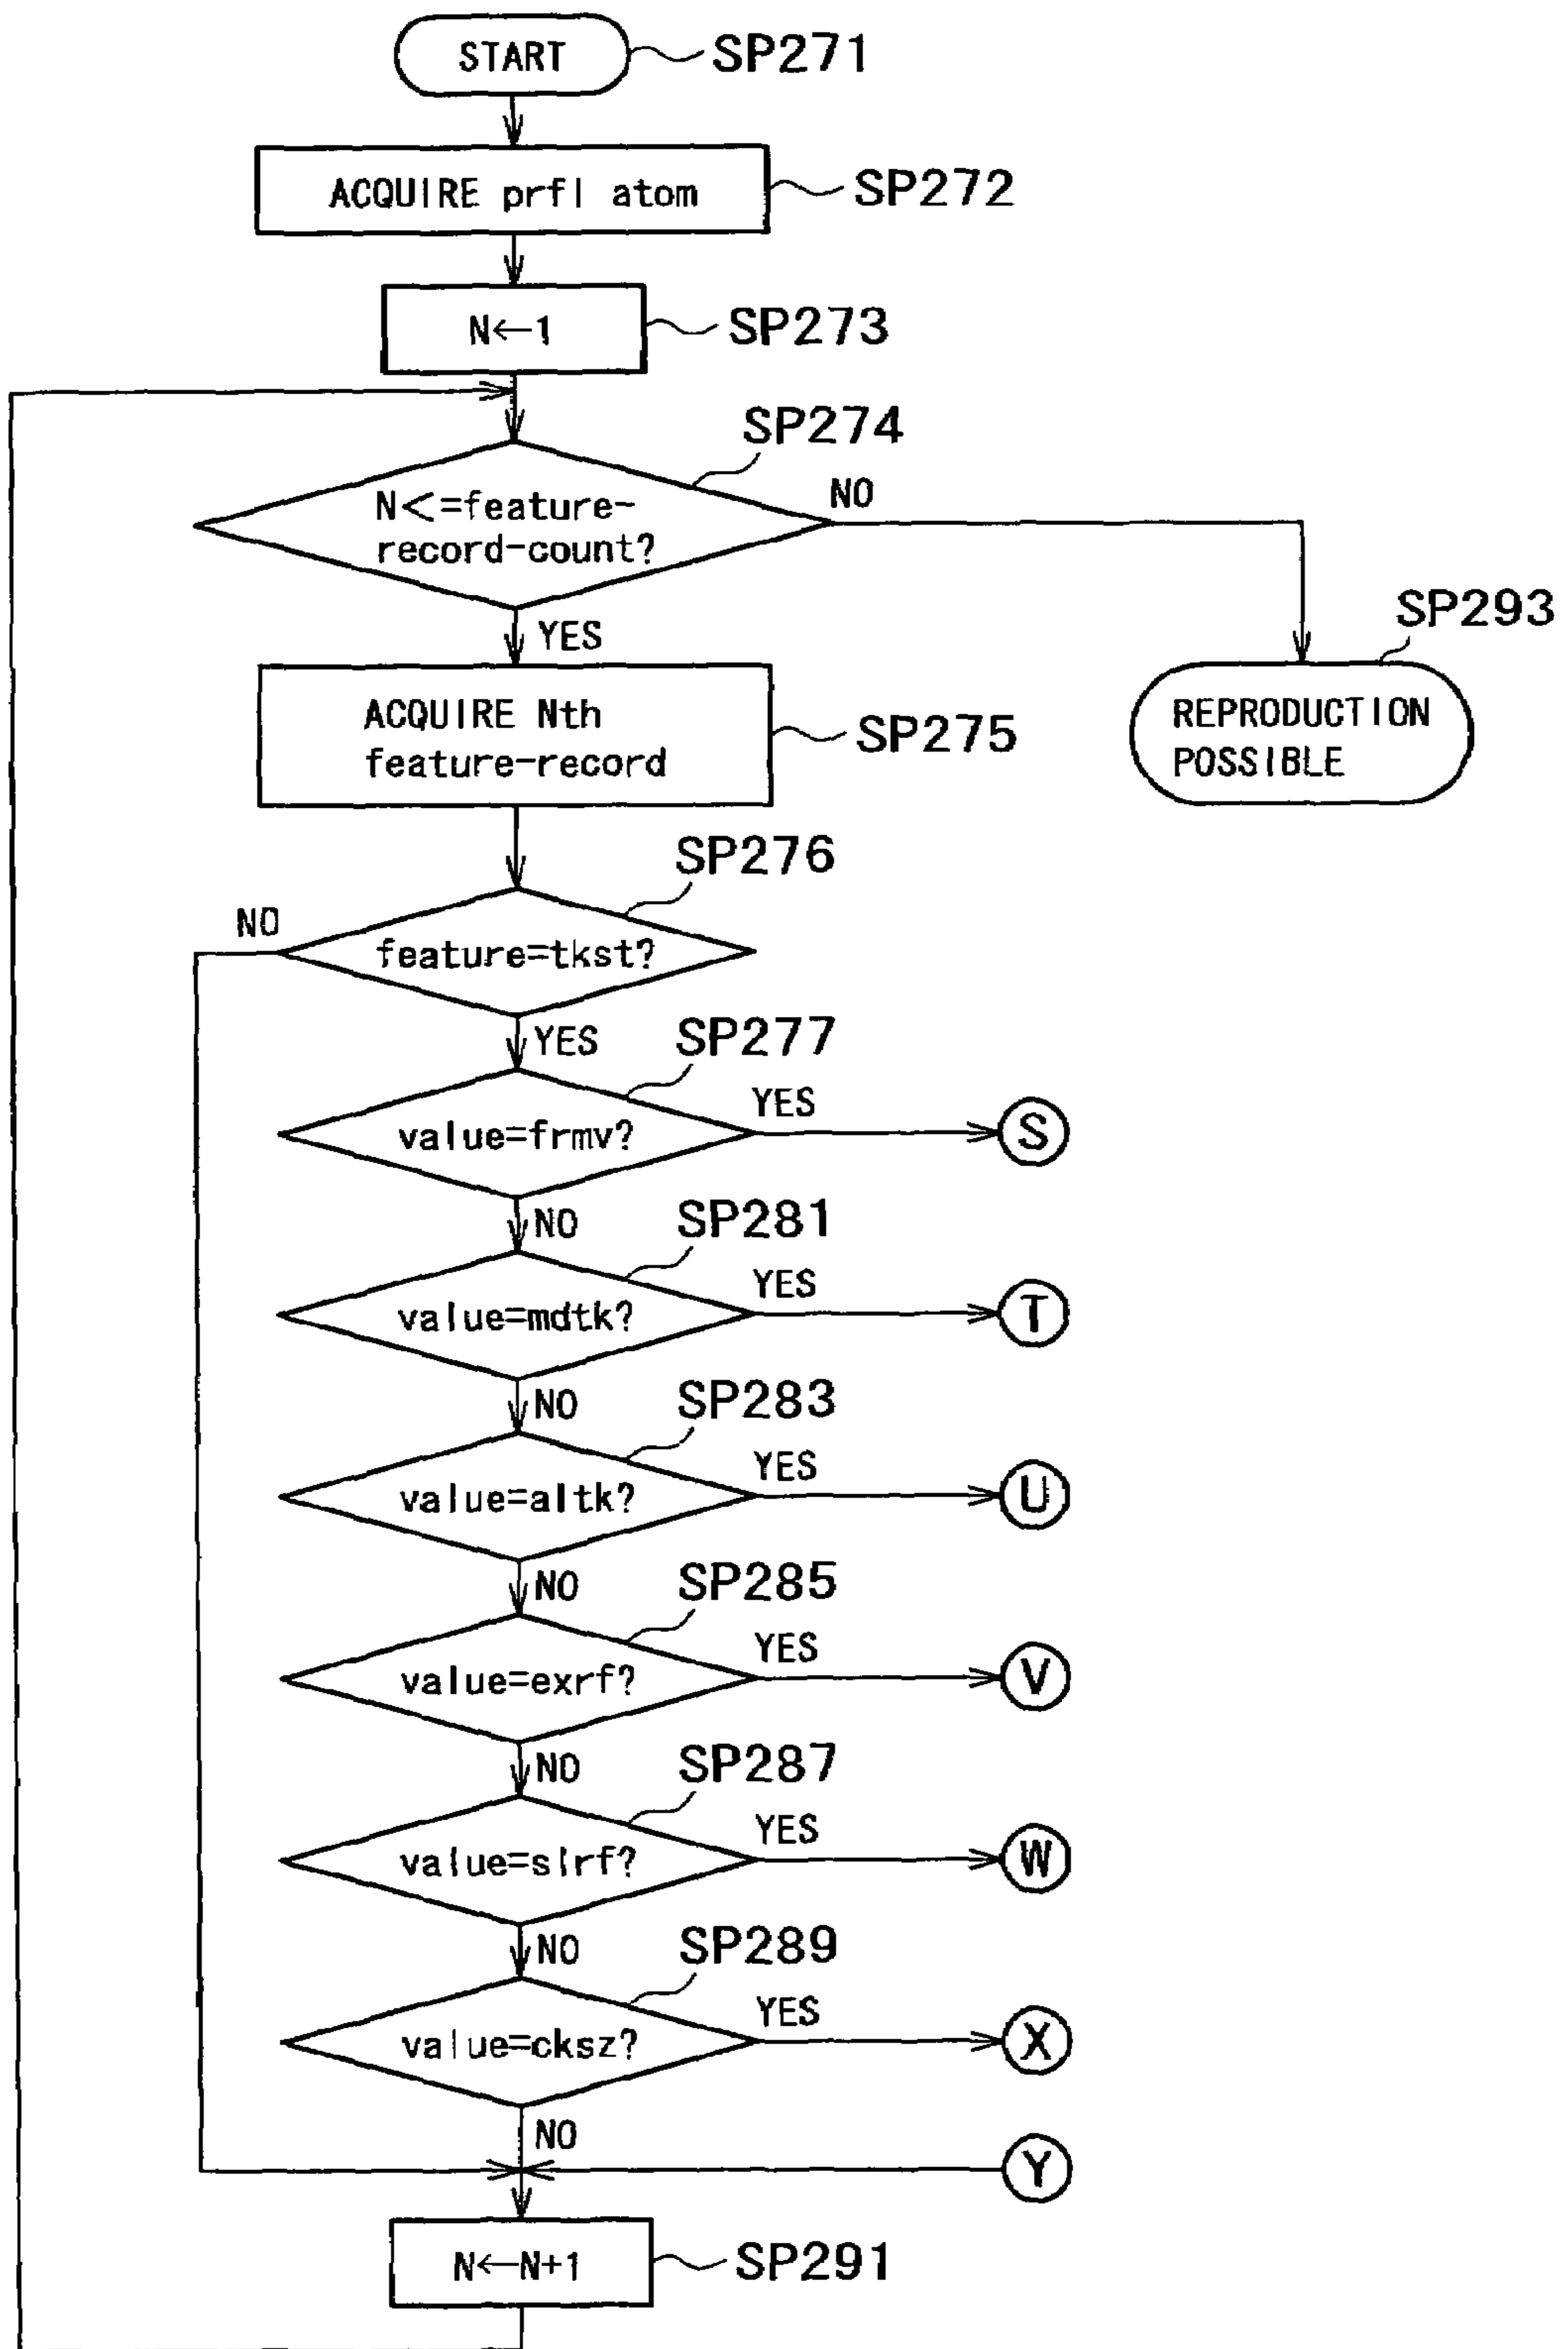 START
SP271
ACQUIRE prfl atom
SP272
N←1
SP273
SP274
N<=feature-
record-count?
NO
YES
SP293
REPRODUCTION
POSSIBLE
ACQUIRE Nth
feature-record
SP275
SP276
NO
feature=tkst?
YES
SP277
value=frmv?
YES
S
NO
SP281
value=mdtk?
YES
T
NO
SP283
value=altk?
YES
U
NO
SP285
value=exrf?
YES
V
NO
SP287
value=slrf?
YES
W
NO
SP289
value=cksz?
YES
X
NO
Y
N←N+1
SP291